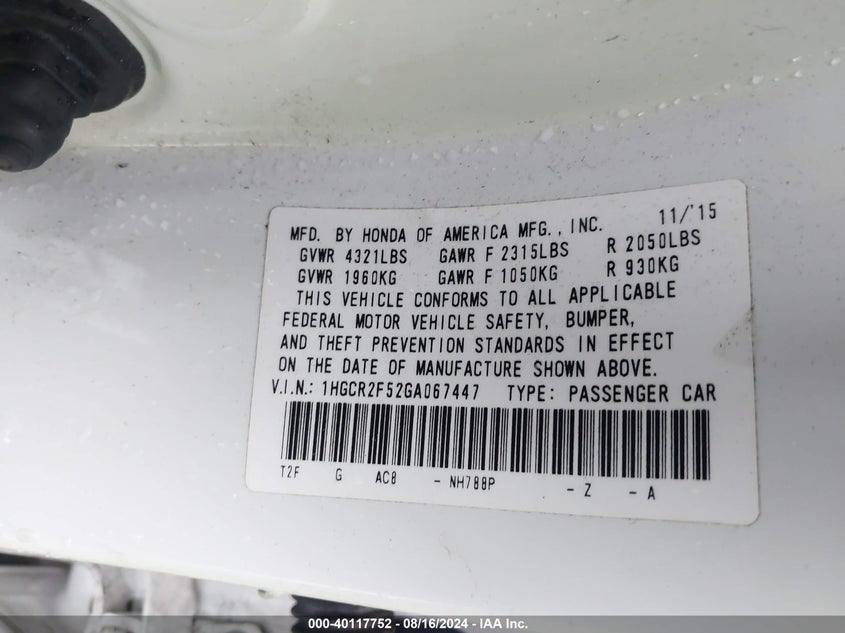 11/'15
MFD. BY HONDA OF AMERICA MFG., INC.
GVWR 4321LBS GAWR F 2315LBS R 2050LBS
GVWR 1960KG GAWR F 1050KG R 930KG
THIS VEHICLE CONFORMS TO ALL APPLICABLE
FEDERAL MOTOR VEHICLE SAFETY, BUMPER,
AND THEFT PREVENTION STANDARDS IN EFFECT
ON THE DATE OF MANUFACTURE SHOWN ABOVE.
V.I.N.: 1HGCR2F52GA067447 TYPE: PASSENGER CAR
T2F G AC8 - NH788P - Z - A
000-40117752 - 08/16/2024 - IAA Inc.